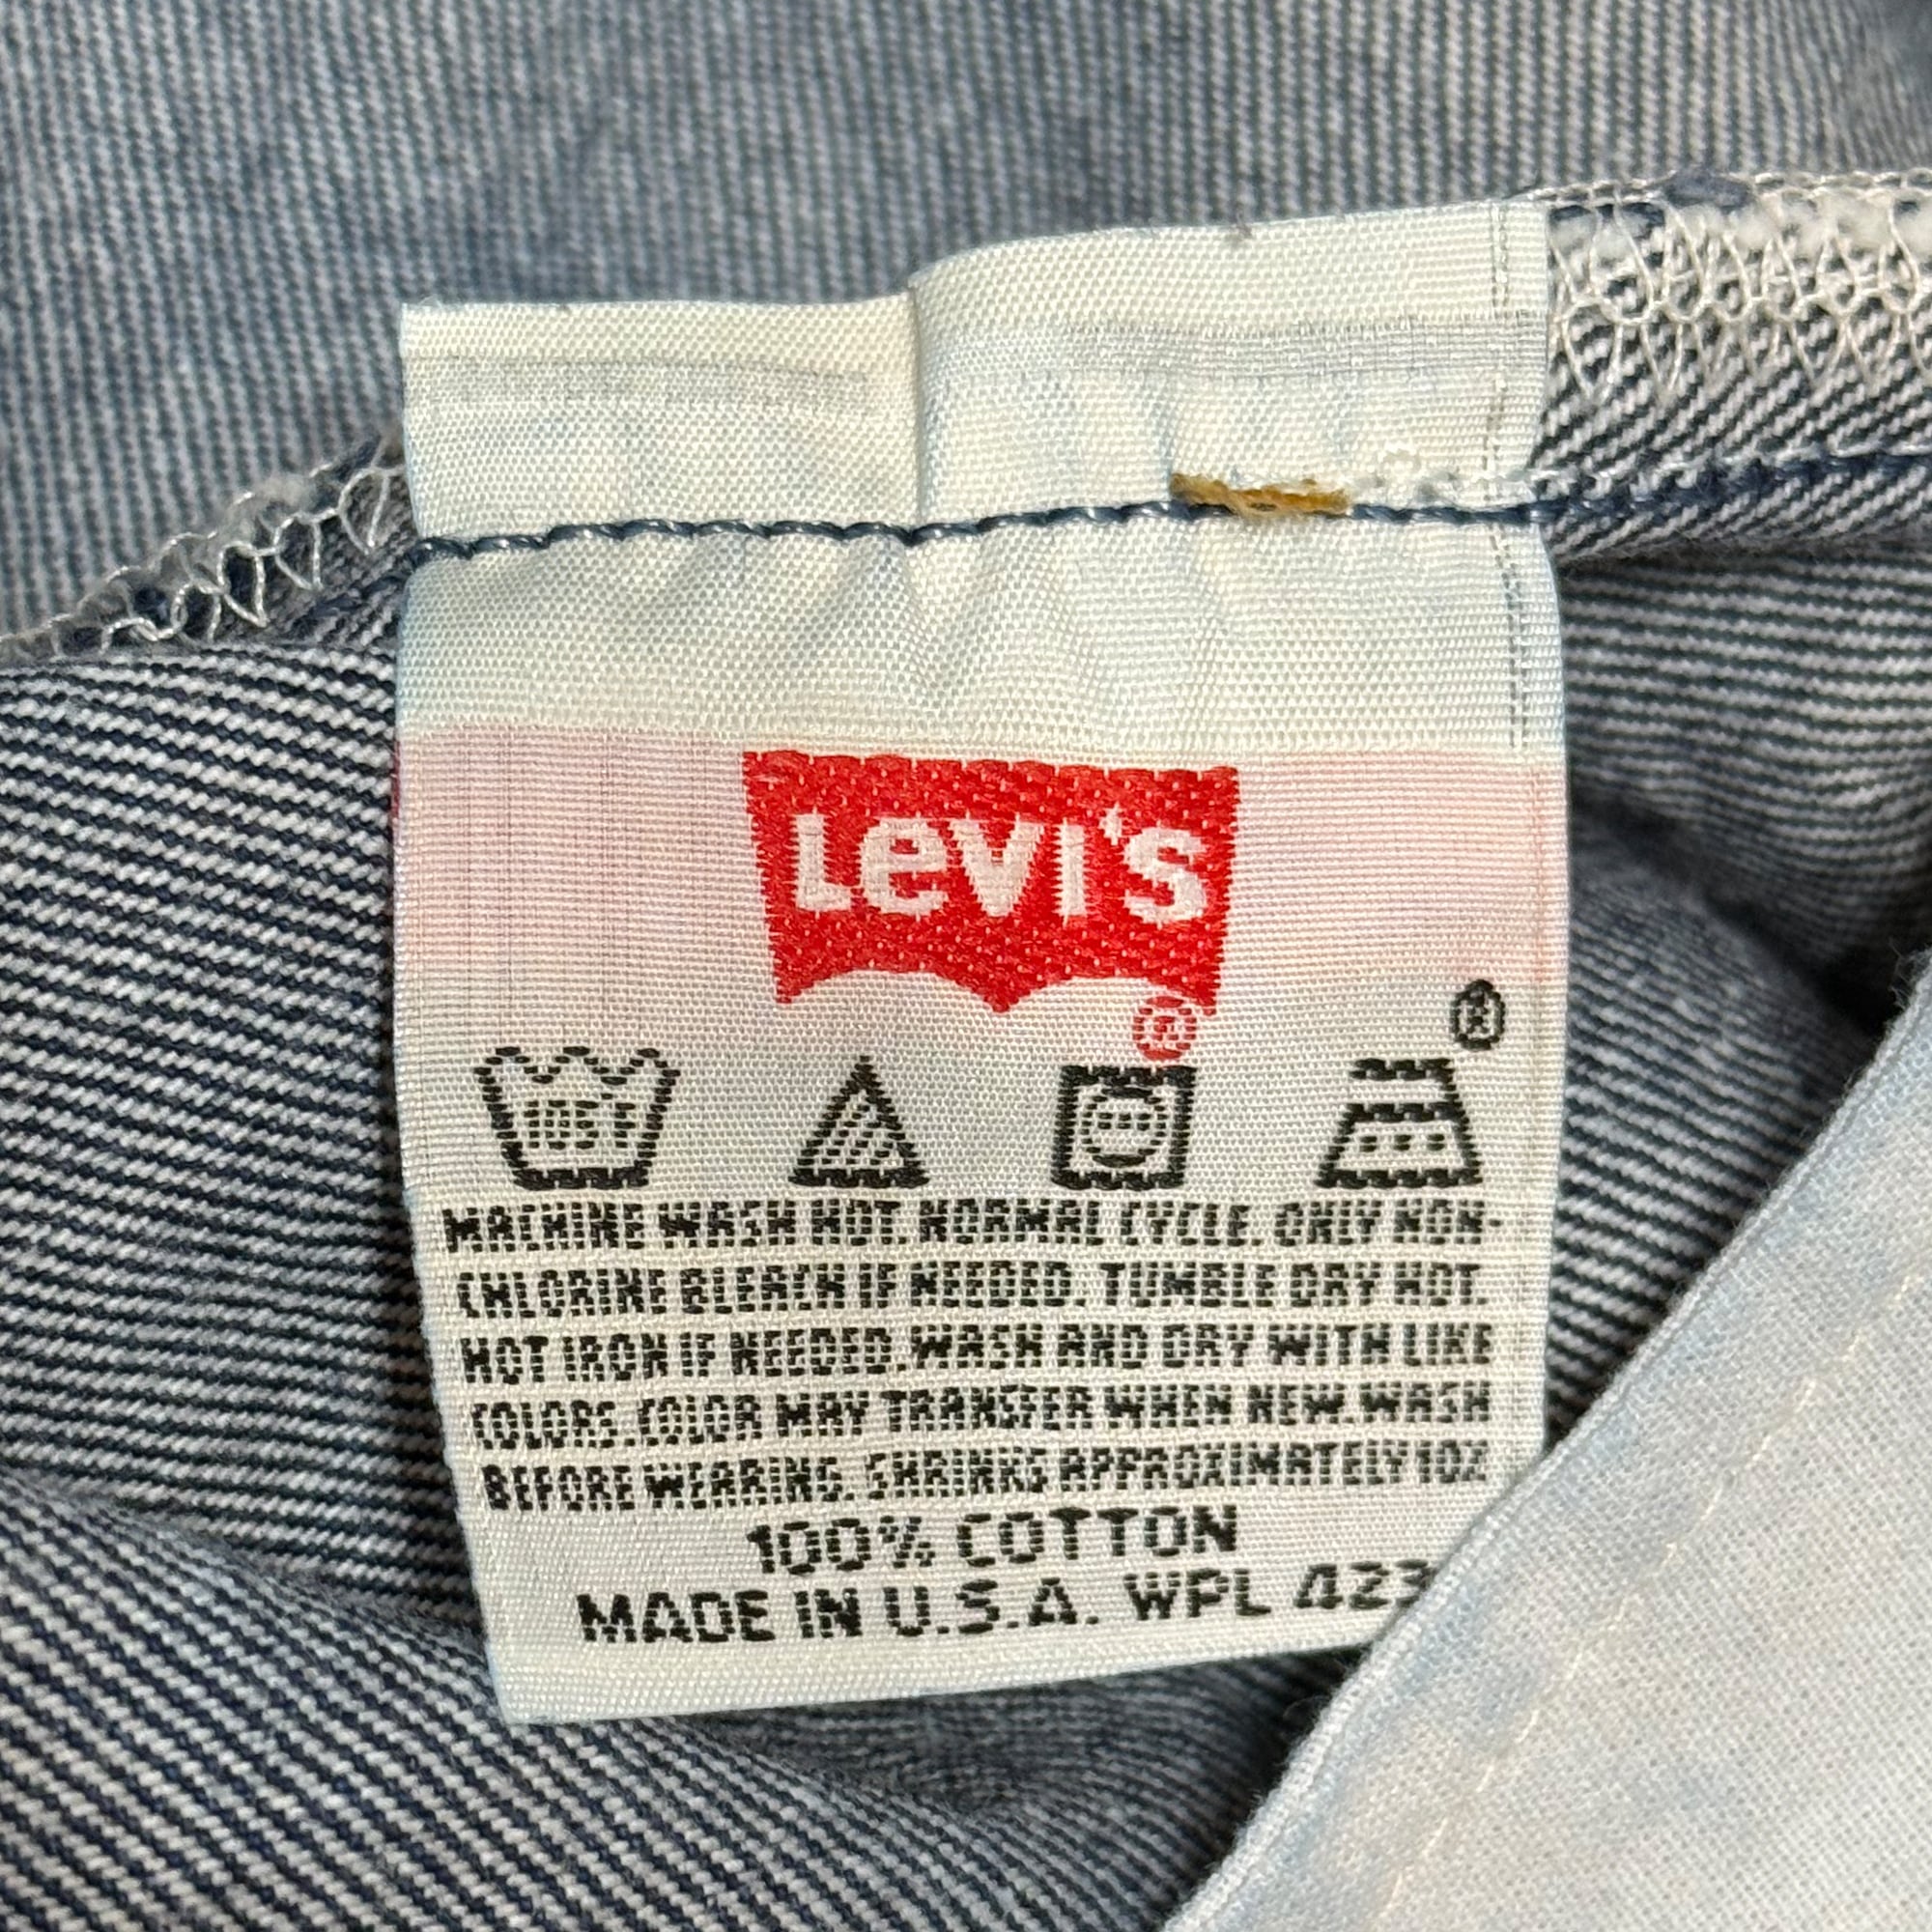 LEVI'S
®
®
105°F
MACHINE WASH HOT. NORMAL CYCLE. ONLY NON-
CHLORINE BLEACH IF NEEDED. TUMBLE DRY HOT.
HOT IRON IF NEEDED. WASH AND DRY WITH LIKE
COLORS. COLOR MAY TRANSFER WHEN NEW. WASH
BEFORE WEARING. SHRINKS APPROXIMATELY 10%
100% COTTON
MADE IN U.S.A. WPL 423